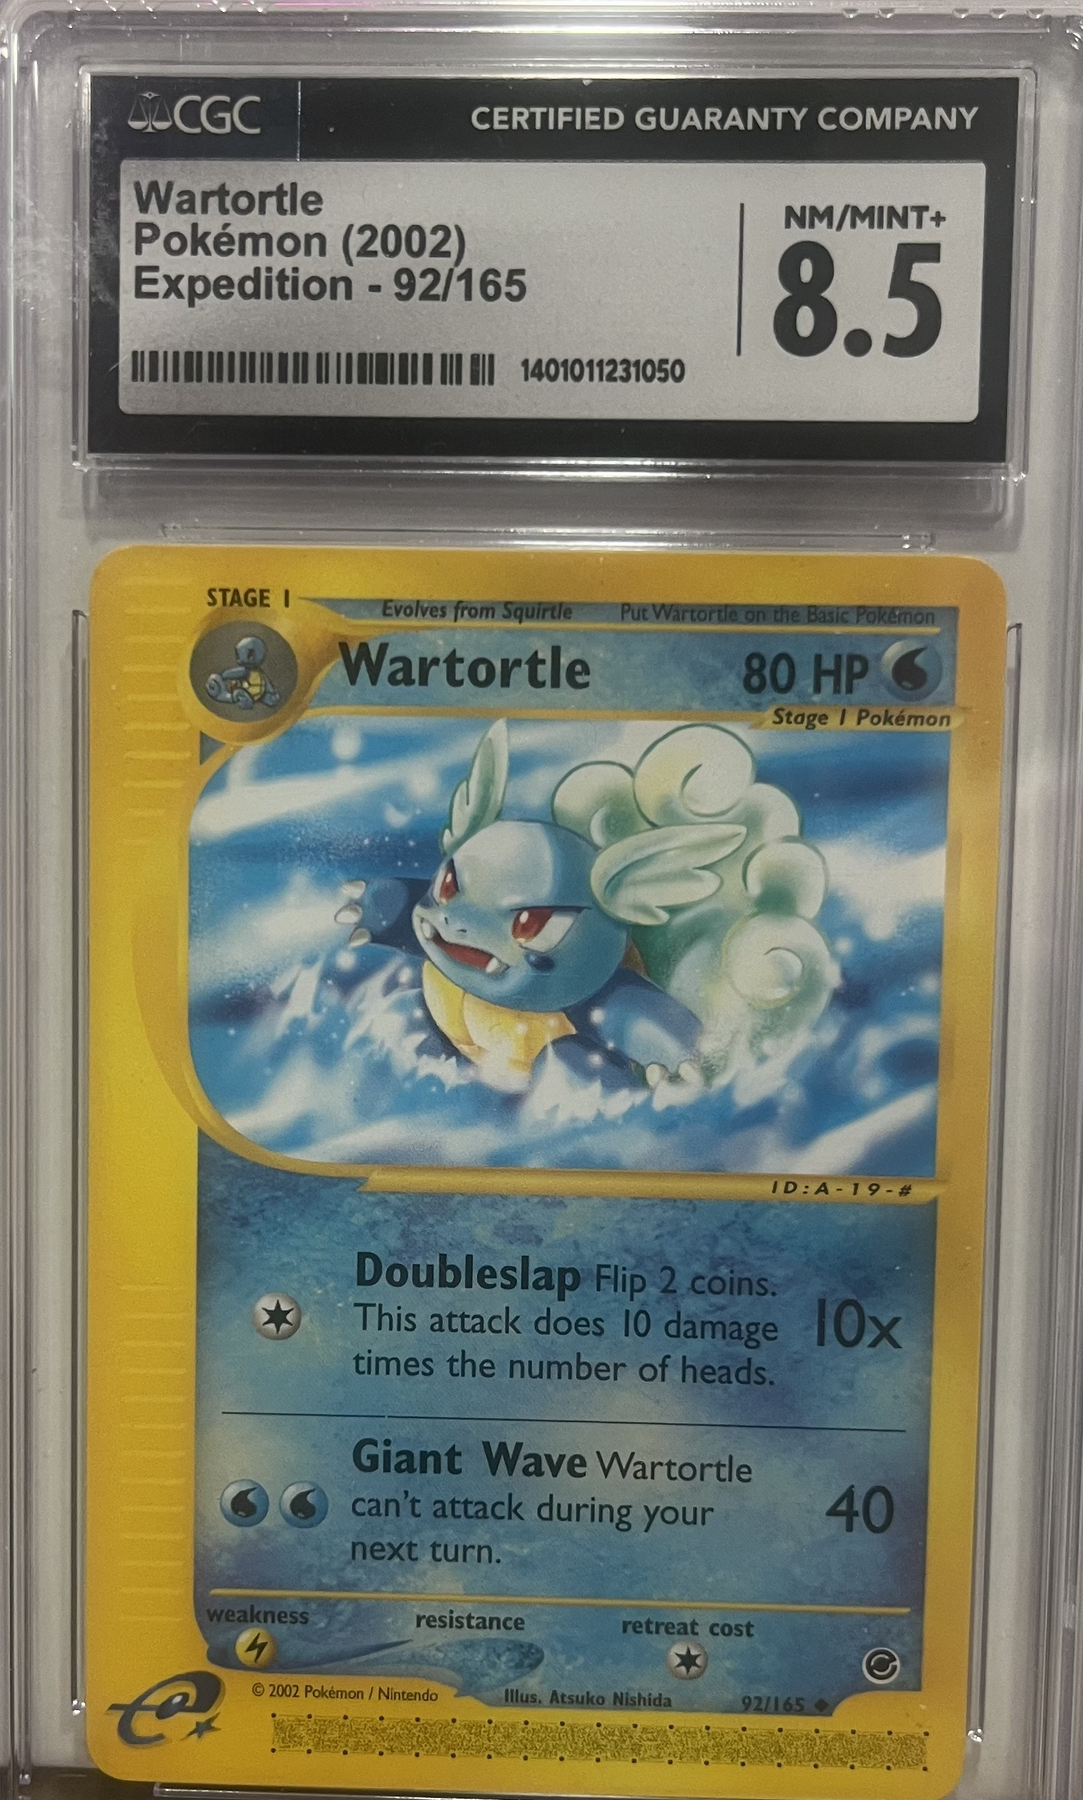 CGC CERTIFIED GUARANTY COMPANY
Wartortle
Pokémon (2002)
Expedition - 92/165
NM/MINT+
8.5
1401011231050
STAGE 1
Evolves from Squirtle Put Wartortle on the Basic Pokémon
Wartortle 80 HP
Stage 1 Pokémon
ID:A-19-#
Doubleslap Flip 2 coins.
This attack does 10 damage
times the number of heads.
10x
Giant Wave Wartortle
can't attack during your
next turn.
40
weakness resistance retreat cost
© 2002 Pokémon / Nintendo Illus. Atsuko Nishida 92/165
e